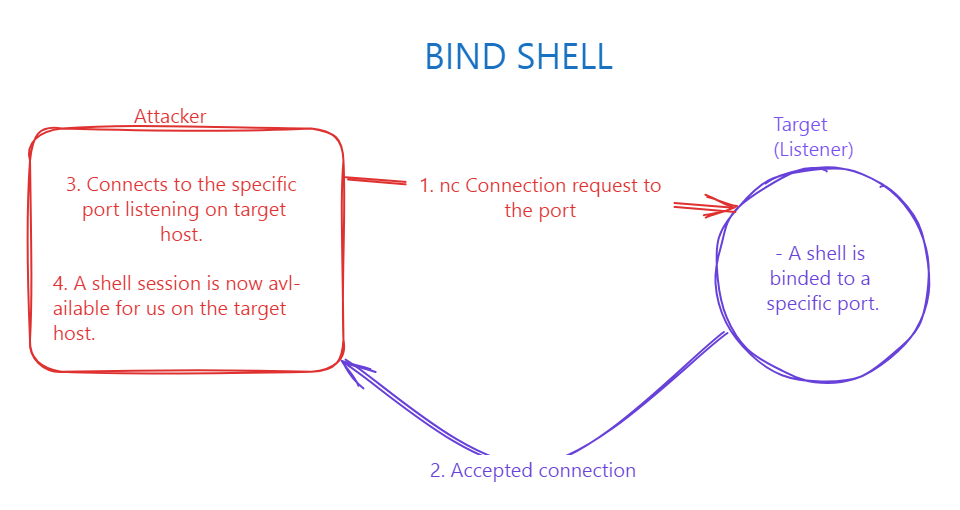 BIND SHELL
Attacker
Target
(Listener)
3. Connects to the specific
port listening on target
host.
4. A shell session is now avl-
ailable for us on the target
host.
1. nc Connection request to
the port
- A shell is
binded to a
specific port.
2. Accepted connection